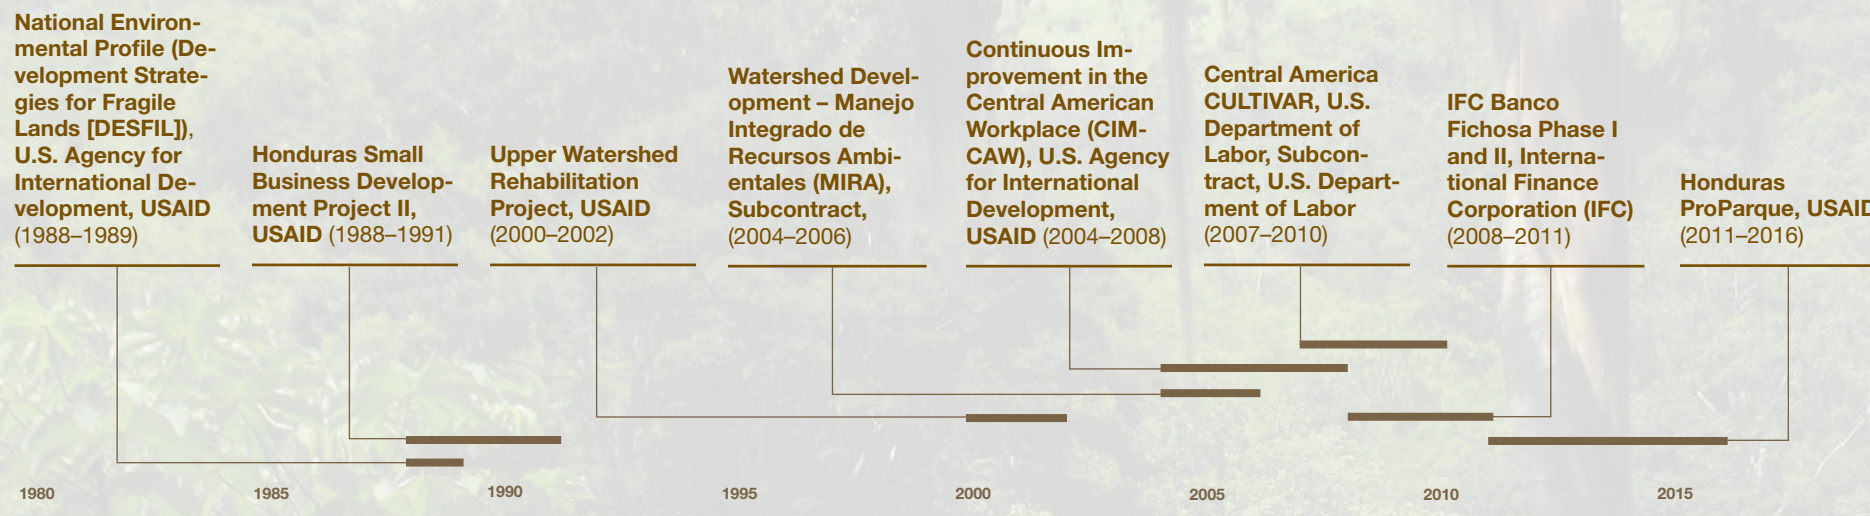 National Environ-
mental Profile (De-
velopment Strate-
gies for Fragile
Lands [DESFIL]),
U.S. Agency for
International De-
velopment, USAID
(1988–1989)
Honduras Small
Business Develop-
ment Project II,
USAID (1988–1991)
Upper Watershed
Rehabilitation
Project, USAID
(2000–2002)
Watershed Devel-
opment – Manejo
Integrado de
Recursos Ambi-
entales (MIRA),
Subcontract,
(2004–2006)
Continuous Im-
provement in the
Central American
Workplace (CIM-
CAW), U.S. Agency
for International
Development,
USAID (2004–2008)
Central America
CULTIVAR, U.S.
Department of
Labor, Subcon-
tract, U.S. Depart-
ment of Labor
(2007–2010)
IFC Banco
Fichosa Phase I
and II, Interna-
tional Finance
Corporation (IFC)
(2008–2011)
Honduras
ProParque, USAID
(2011–2016)
1980 1985 1990 1995 2000 2005 2010 2015